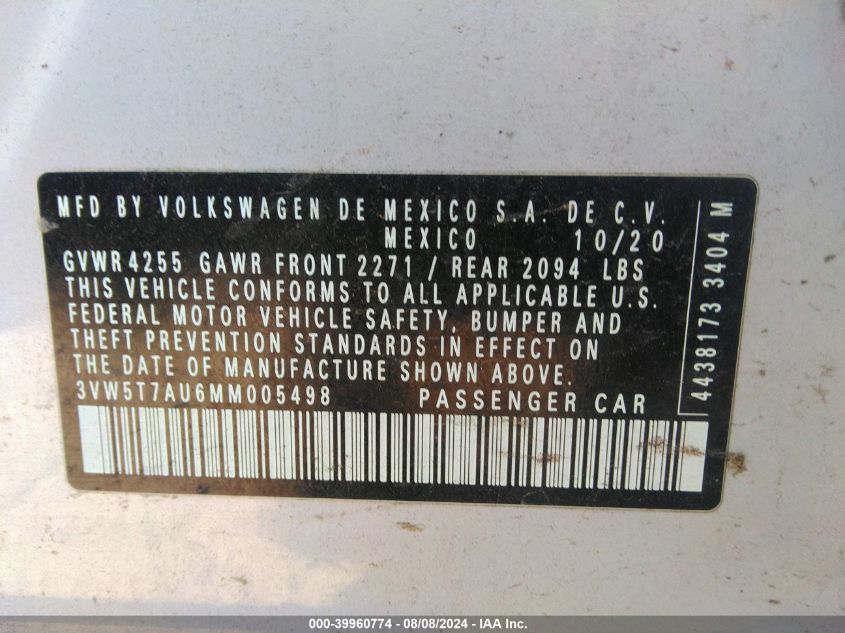 MFD BY VOLKSWAGEN DE MEXICO S.A. DE C.V.
MEXICO 10/20
GVWR 4255 GAWR FRONT 2271 / REAR 2094 LBS
THIS VEHICLE CONFORMS TO ALL APPLICABLE U.S.
FEDERAL MOTOR VEHICLE SAFETY, BUMPER AND
THEFT PREVENTION STANDARDS IN EFFECT ON
THE DATE OF MANUFACTURE SHOWN ABOVE.
3VW5T7AU6MM005498 PASSENGER CAR
4438173 3404 M
000-39960774 - 08/08/2024 - IAA Inc.